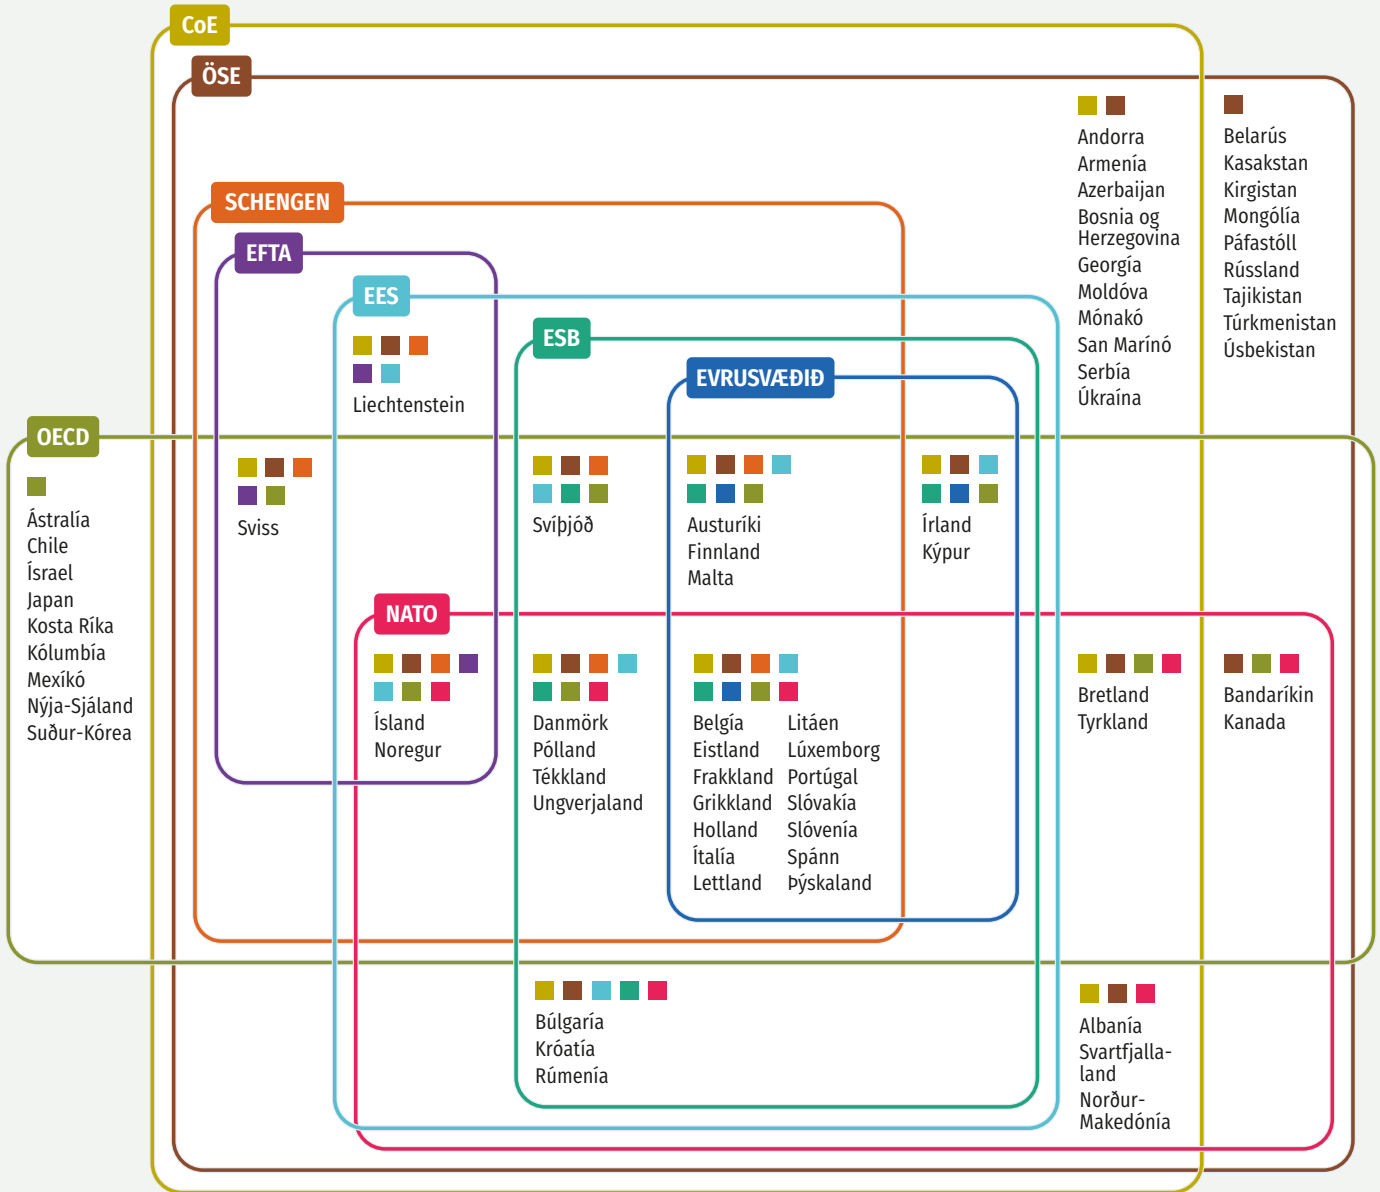 CoE
ÖSE
Andorra
Armenía
Azerbaijan
Bosnia og
Herzegovina
Georgía
Moldóva
Mónakó
San Marínó
Serbía
Úkraína
Belarús
Kasakstan
Kirgistan
Mongólía
Páfastóll
Rússland
Tajikistan
Túrkmenistan
Úsbekistan
SCHENGEN
EFTA
EES
Liechtenstein
ESB
EVRUSVÆÐIÐ
OECD
Ástralía
Chile
Ísrael
Japan
Kosta Ríka
Kólumbía
Mexíkó
Nýja-Sjáland
Suður-Kórea
Sviss
Svíþjóð
Austuríki
Finnland
Malta
Írland
Kýpur
NATO
Ísland
Noregur
Danmörk
Pólland
Tékkland
Ungverjaland
Belgía
Eistland
Frakkland
Grikkland
Holland
Ítalía
Lettland
Litáen
Lúxemborg
Portúgal
Slóvakía
Slóvenía
Spánn
Þýskaland
Bretland
Tyrkland
Bandaríkin
Kanada
Búlgaría
Króatía
Rúmenía
Albanía
Svartfjalla-
land
Norður-
Makedónía